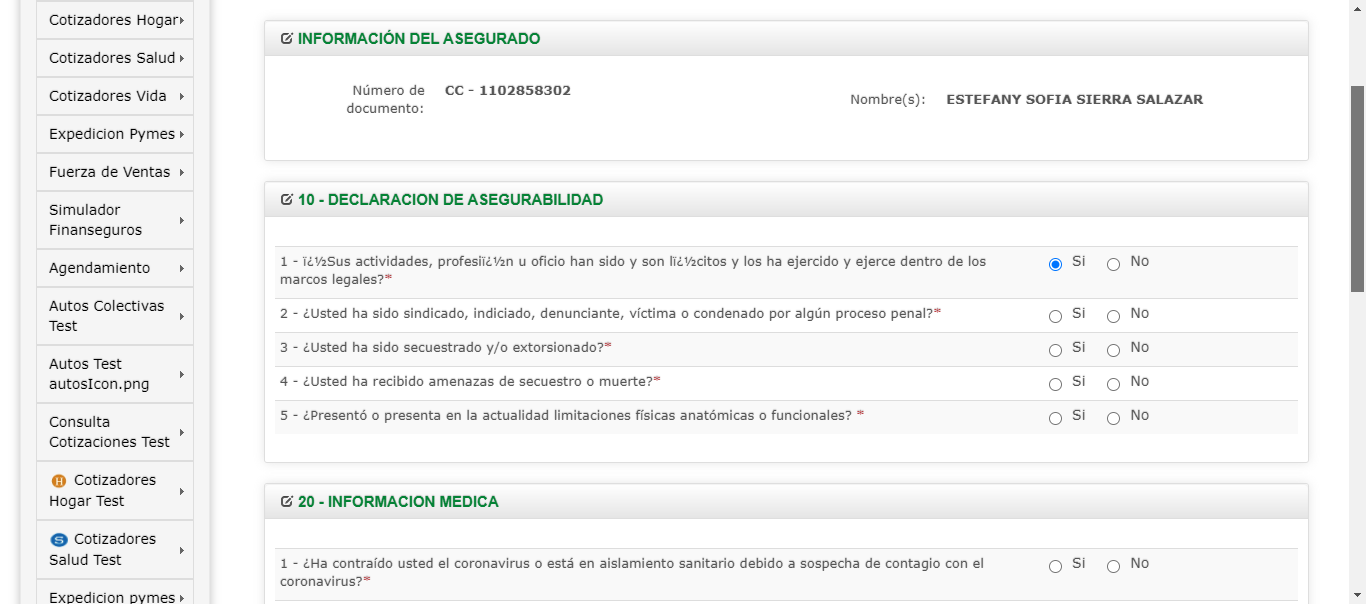 Cotizadores Hogar
Cotizadores Salud
Cotizadores Vida
Expedicion Pymes
Fuerza de Ventas
Simulador
Finanseguros
Agendamiento
Autos Colectivas
Test
Autos Test
autosIcon.png
Consulta
Cotizaciones Test
H Cotizadores
Hogar Test
S Cotizadores
Salud Test
Expedicion pymes
INFORMACIÓN DEL ASEGURADO
Número de
documento:
CC - 1102858302
Nombre(s): ESTEFANY SOFIA SIERRA SALAZAR
10 - DECLARACION DE ASEGURABILIDAD
1 - ï¿½Sus actividades, profesiï¿½n u oficio han sido y son lï¿½citos y los ha ejercido y ejerce dentro de los
marcos legales?*
Si No
2 - ¿Usted ha sido sindicado, indiciado, denunciante, víctima o condenado por algún proceso penal?* Si No
3 - ¿Usted ha sido secuestrado y/o extorsionado?* Si No
4 - ¿Usted ha recibido amenazas de secuestro o muerte?* Si No
5 - ¿Presentó o presenta en la actualidad limitaciones físicas anatómicas o funcionales? * Si No
20 - INFORMACION MEDICA
1 - ¿Ha contraído usted el coronavirus o está en aislamiento sanitario debido a sospecha de contagio con el
coronavirus?*
Si No